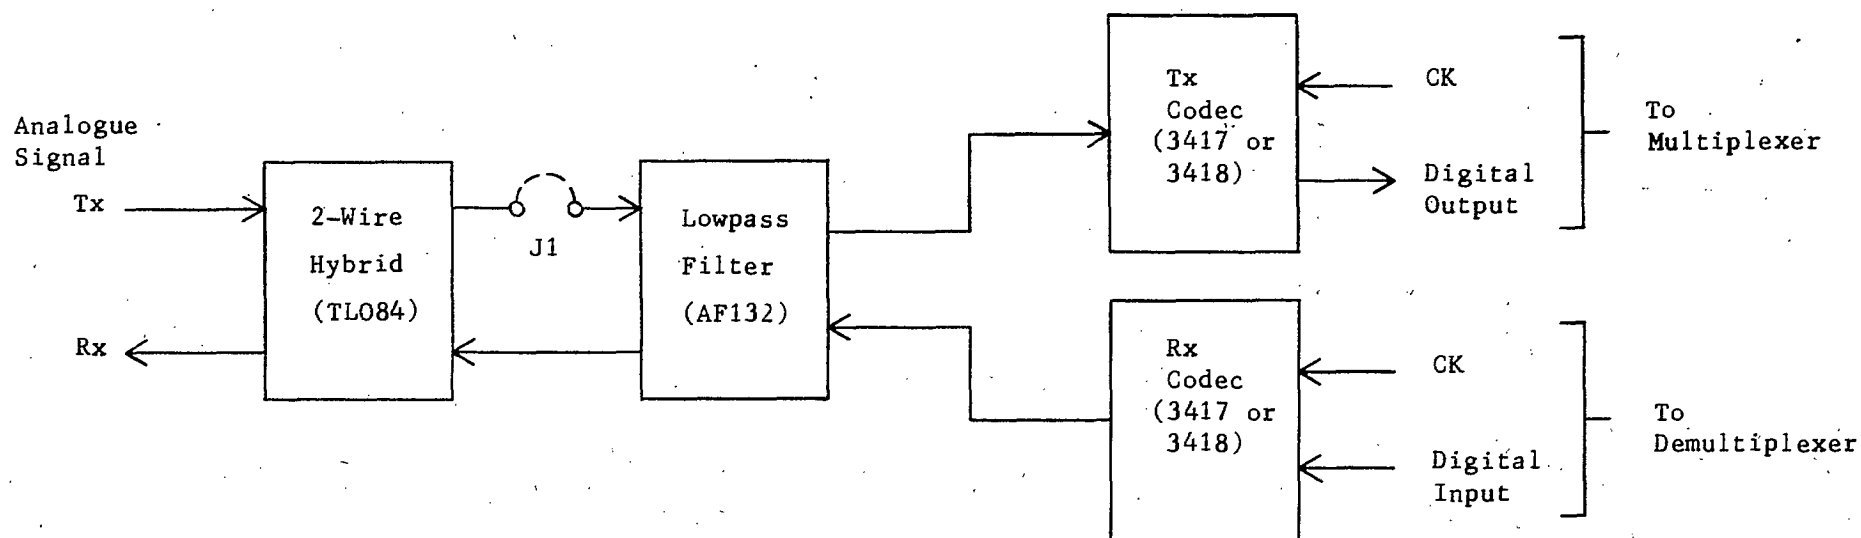 Analogue
Signal
Tx
Rx
2-Wire
Hybrid
(TL084)
J1
Lowpass
Filter
(AF132)
Tx
Codec
(3417 or
3418)
CK
Digital
Output
To
Multiplexer
Rx
Codec
(3417 or
3418)
CK
Digital
Input
To
Demultiplexer